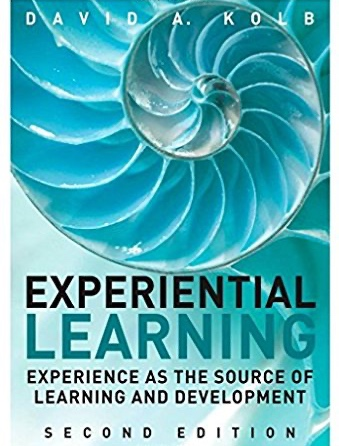 DAVID A. KOLB
EXPERIENTIAL
LEARNING
EXPERIENCE AS THE SOURCE OF
LEARNING AND DEVELOPMENT
SECOND EDITION